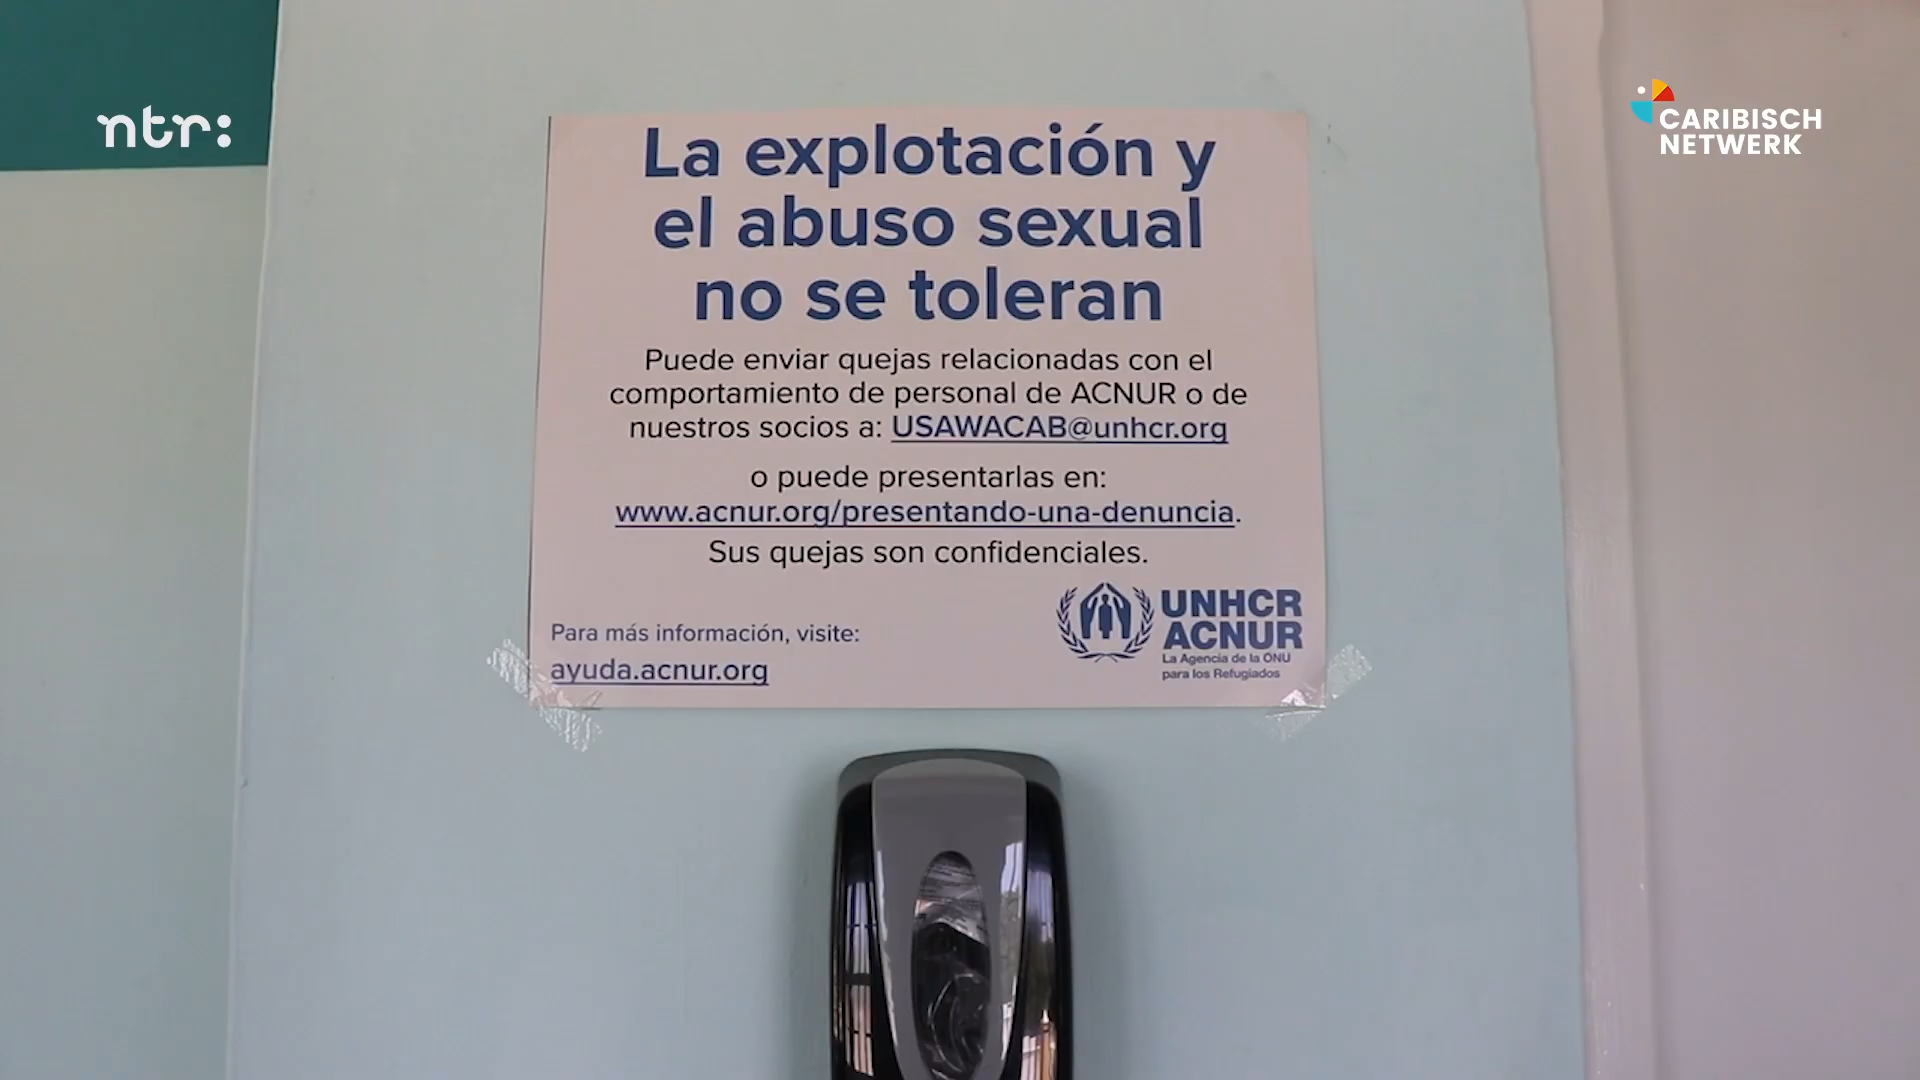 ntr:
CARIBISCH
NETWERK
La explotación y
el abuso sexual
no se toleran
Puede enviar quejas relacionadas con el
comportamiento de personal de ACNUR o de
nuestros socios a: USAWACAB@unhcr.org
o puede presentarlas en:
www.acnur.org/presentando-una-denuncia.
Sus quejas son confidenciales.
Para más información, visite:
ayuda.acnur.org
UNHCR
ACNUR
La Agencia de la ONU
para los Refugiados